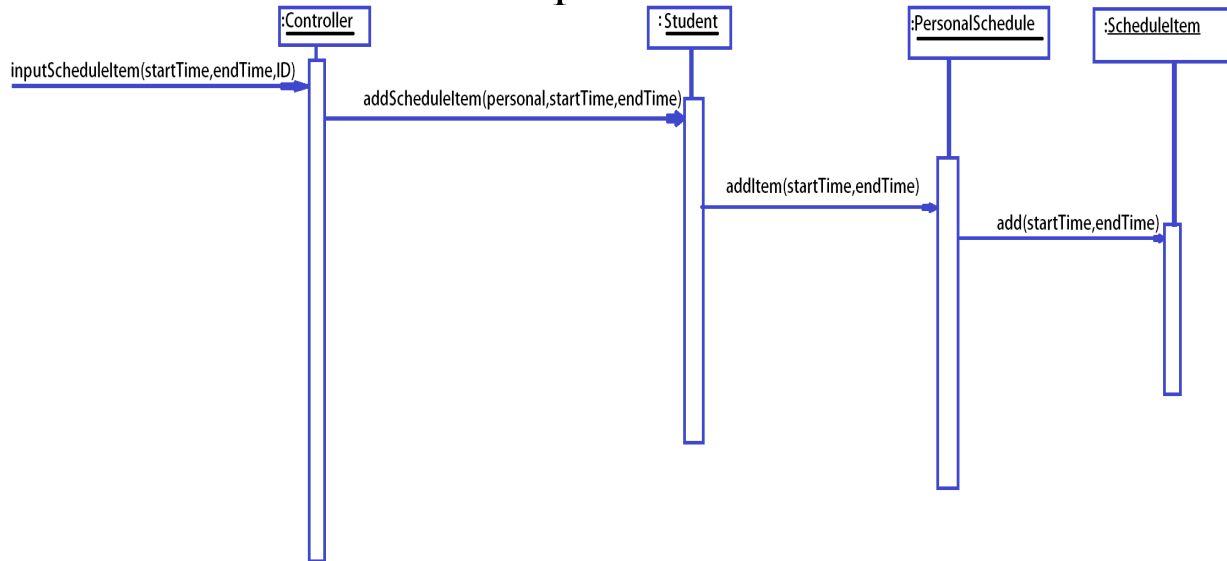 :Controller
:Student
:PersonalSchedule
:ScheduleItem
inputScheduleItem(startTime,endTime,ID)
addScheduleItem(personal,startTime,endTime)
addItem(startTime,endTime)
add(startTime,endTime)